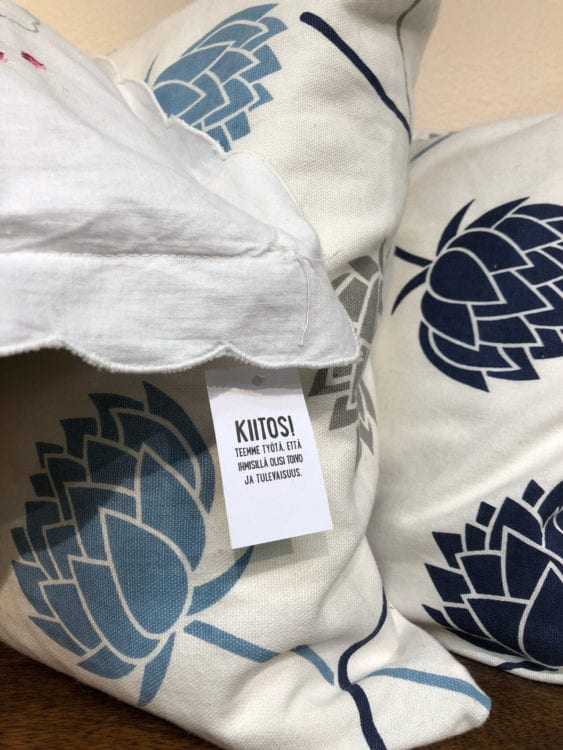 KIITOS!
TEEMME TYÖTÄ, ETTÄ
IHMISILLÄ OLISI TOIVO
JA TULEVAISUUS.